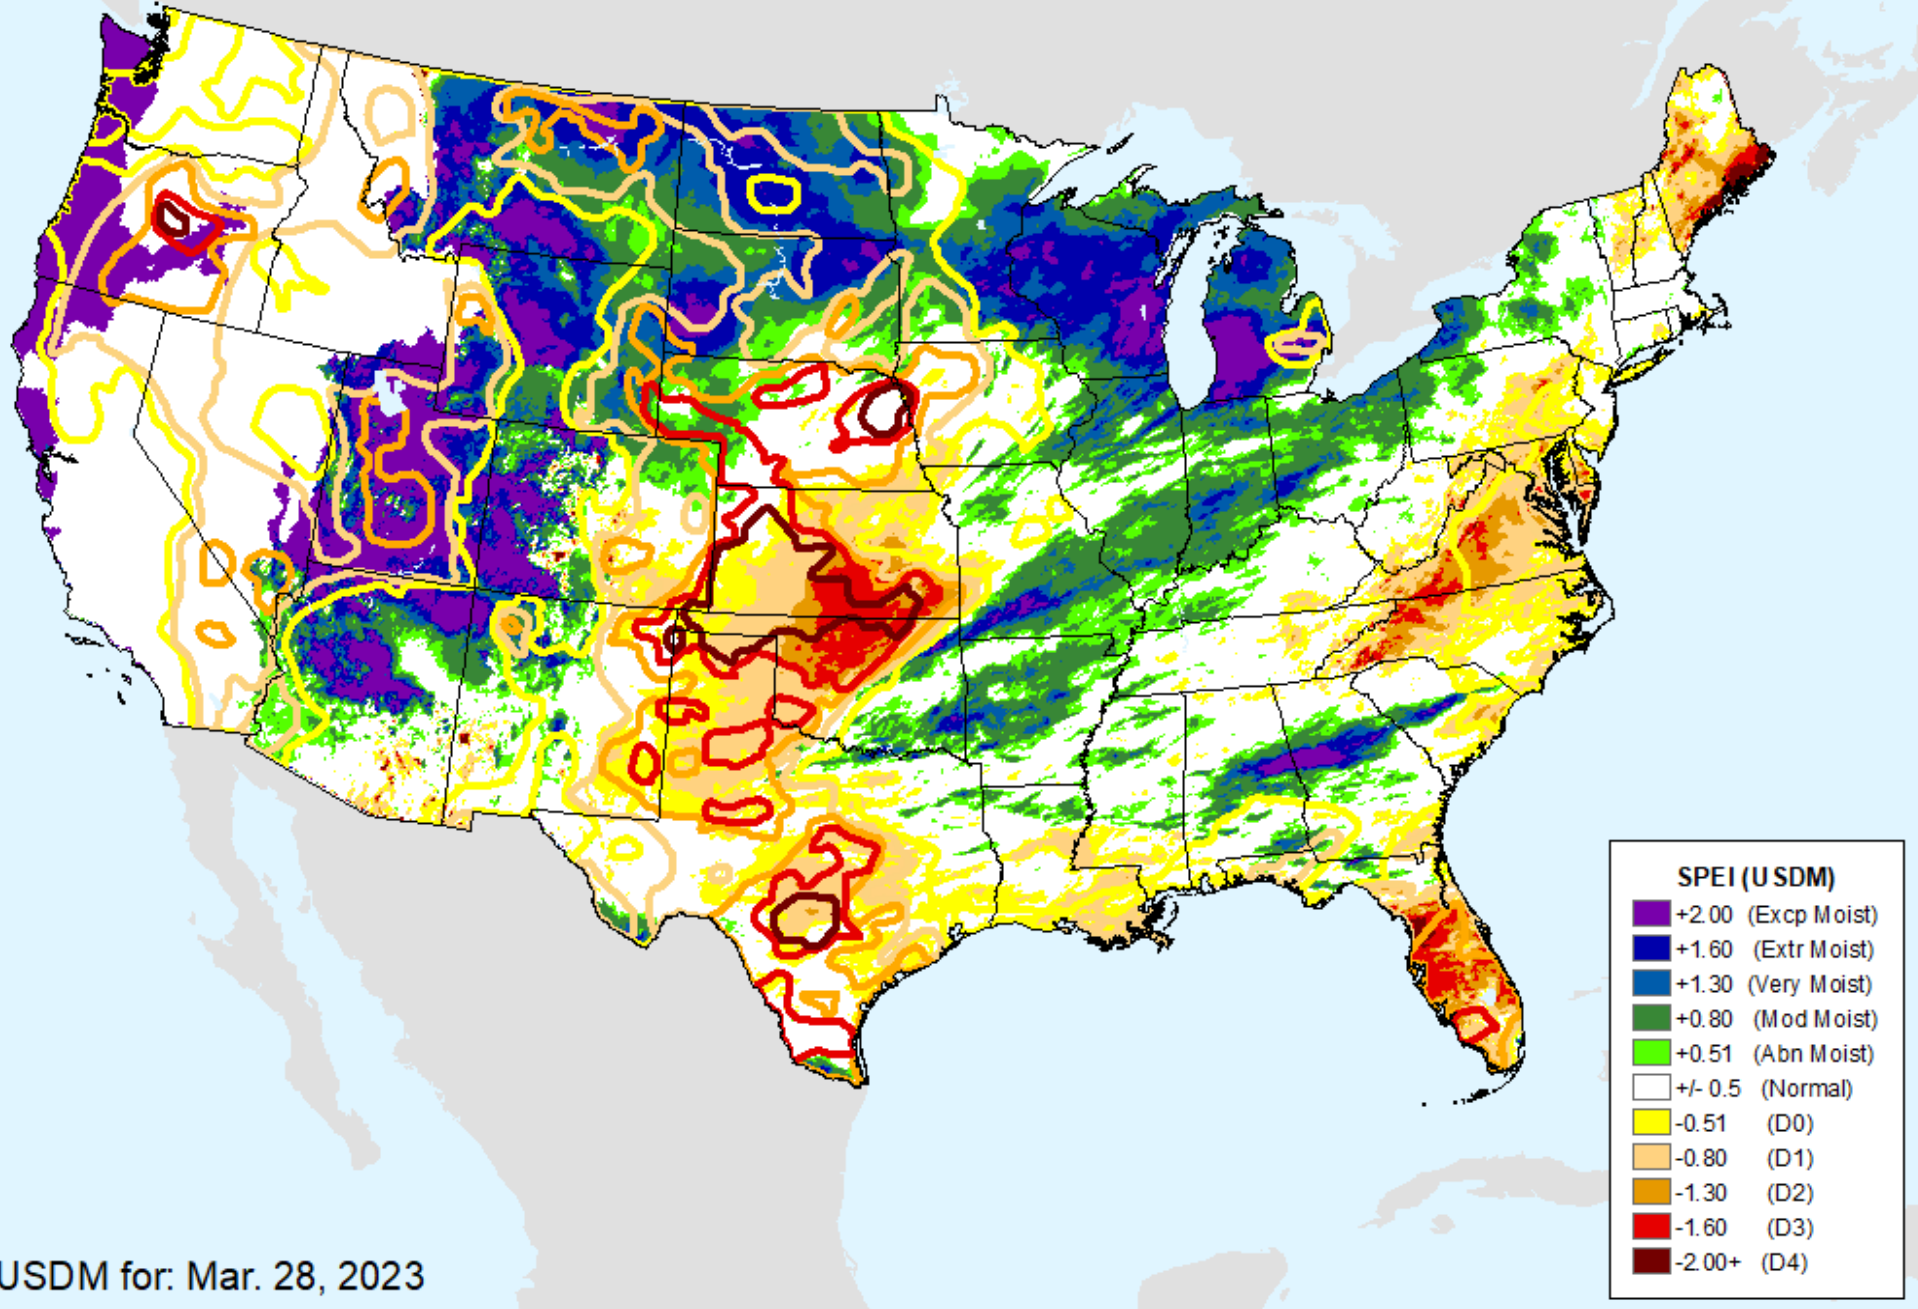 SPEI (USDM)
+2.00 (Excp Moist)
+1.60 (Extr Moist)
+1.30 (Very Moist)
+0.80 (Mod Moist)
+0.51 (Abn Moist)
+/- 0.5 (Normal)
-0.51 (D0)
-0.80 (D1)
-1.30 (D2)
-1.60 (D3)
-2.00+ (D4)
USDM for: Mar. 28, 2023